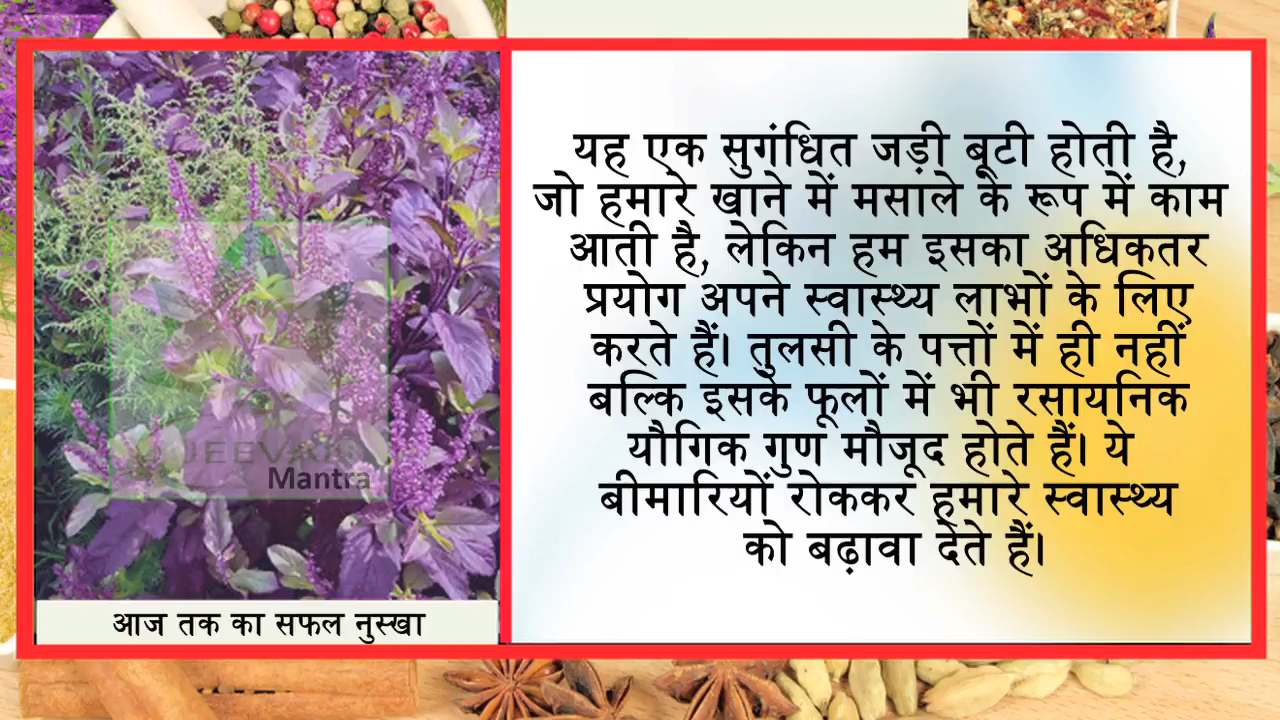 यह एक सुगंधित जड़ी बूटी होती है,
जो हमारे खाने में मसाले के रूप में काम
आती है, लेकिन हम इसका अधिकतर
प्रयोग अपने स्वास्थ्य लाभों के लिए
करते हैं। तुलसी के पत्तों में ही नहीं
बल्कि इसके फूलों में भी रसायनिक
यौगिक गुण मौजूद होते हैं। ये
बीमारियों रोककर हमारे स्वास्थ्य
को बढ़ावा देते हैं।
Mantra
आज तक का सफल नुस्खा